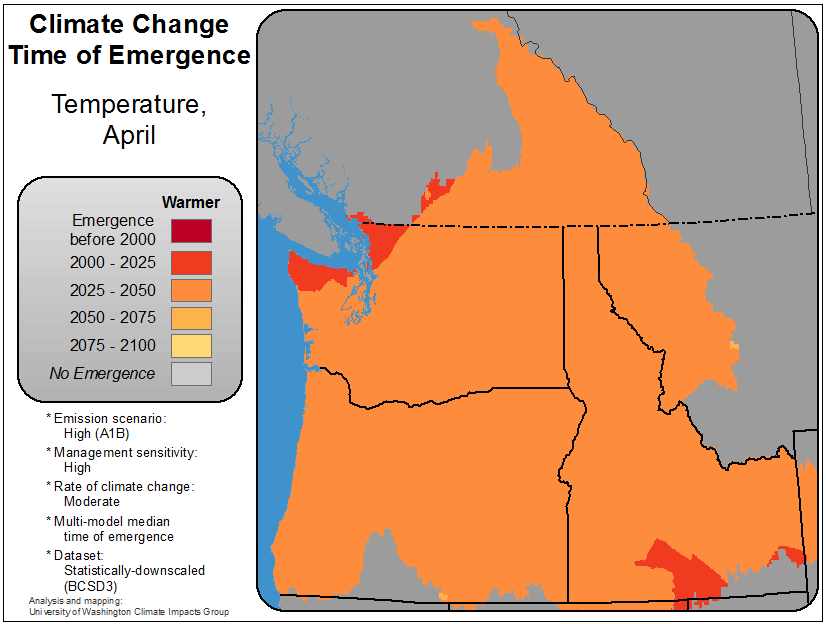 Climate Change
Time of Emergence
Temperature,
April
Warmer
Emergence
before 2000
2000 - 2025
2025 - 2050
2050 - 2075
2075 - 2100
No Emergence
* Emission scenario:
High (A1B)
* Management sensitivity:
High
* Rate of climate change:
Moderate
* Multi-model median
time of emergence
* Dataset:
Statistically-downscaled
(BCSD3)
Analysis and mapping:
University of Washington Climate Impacts Group